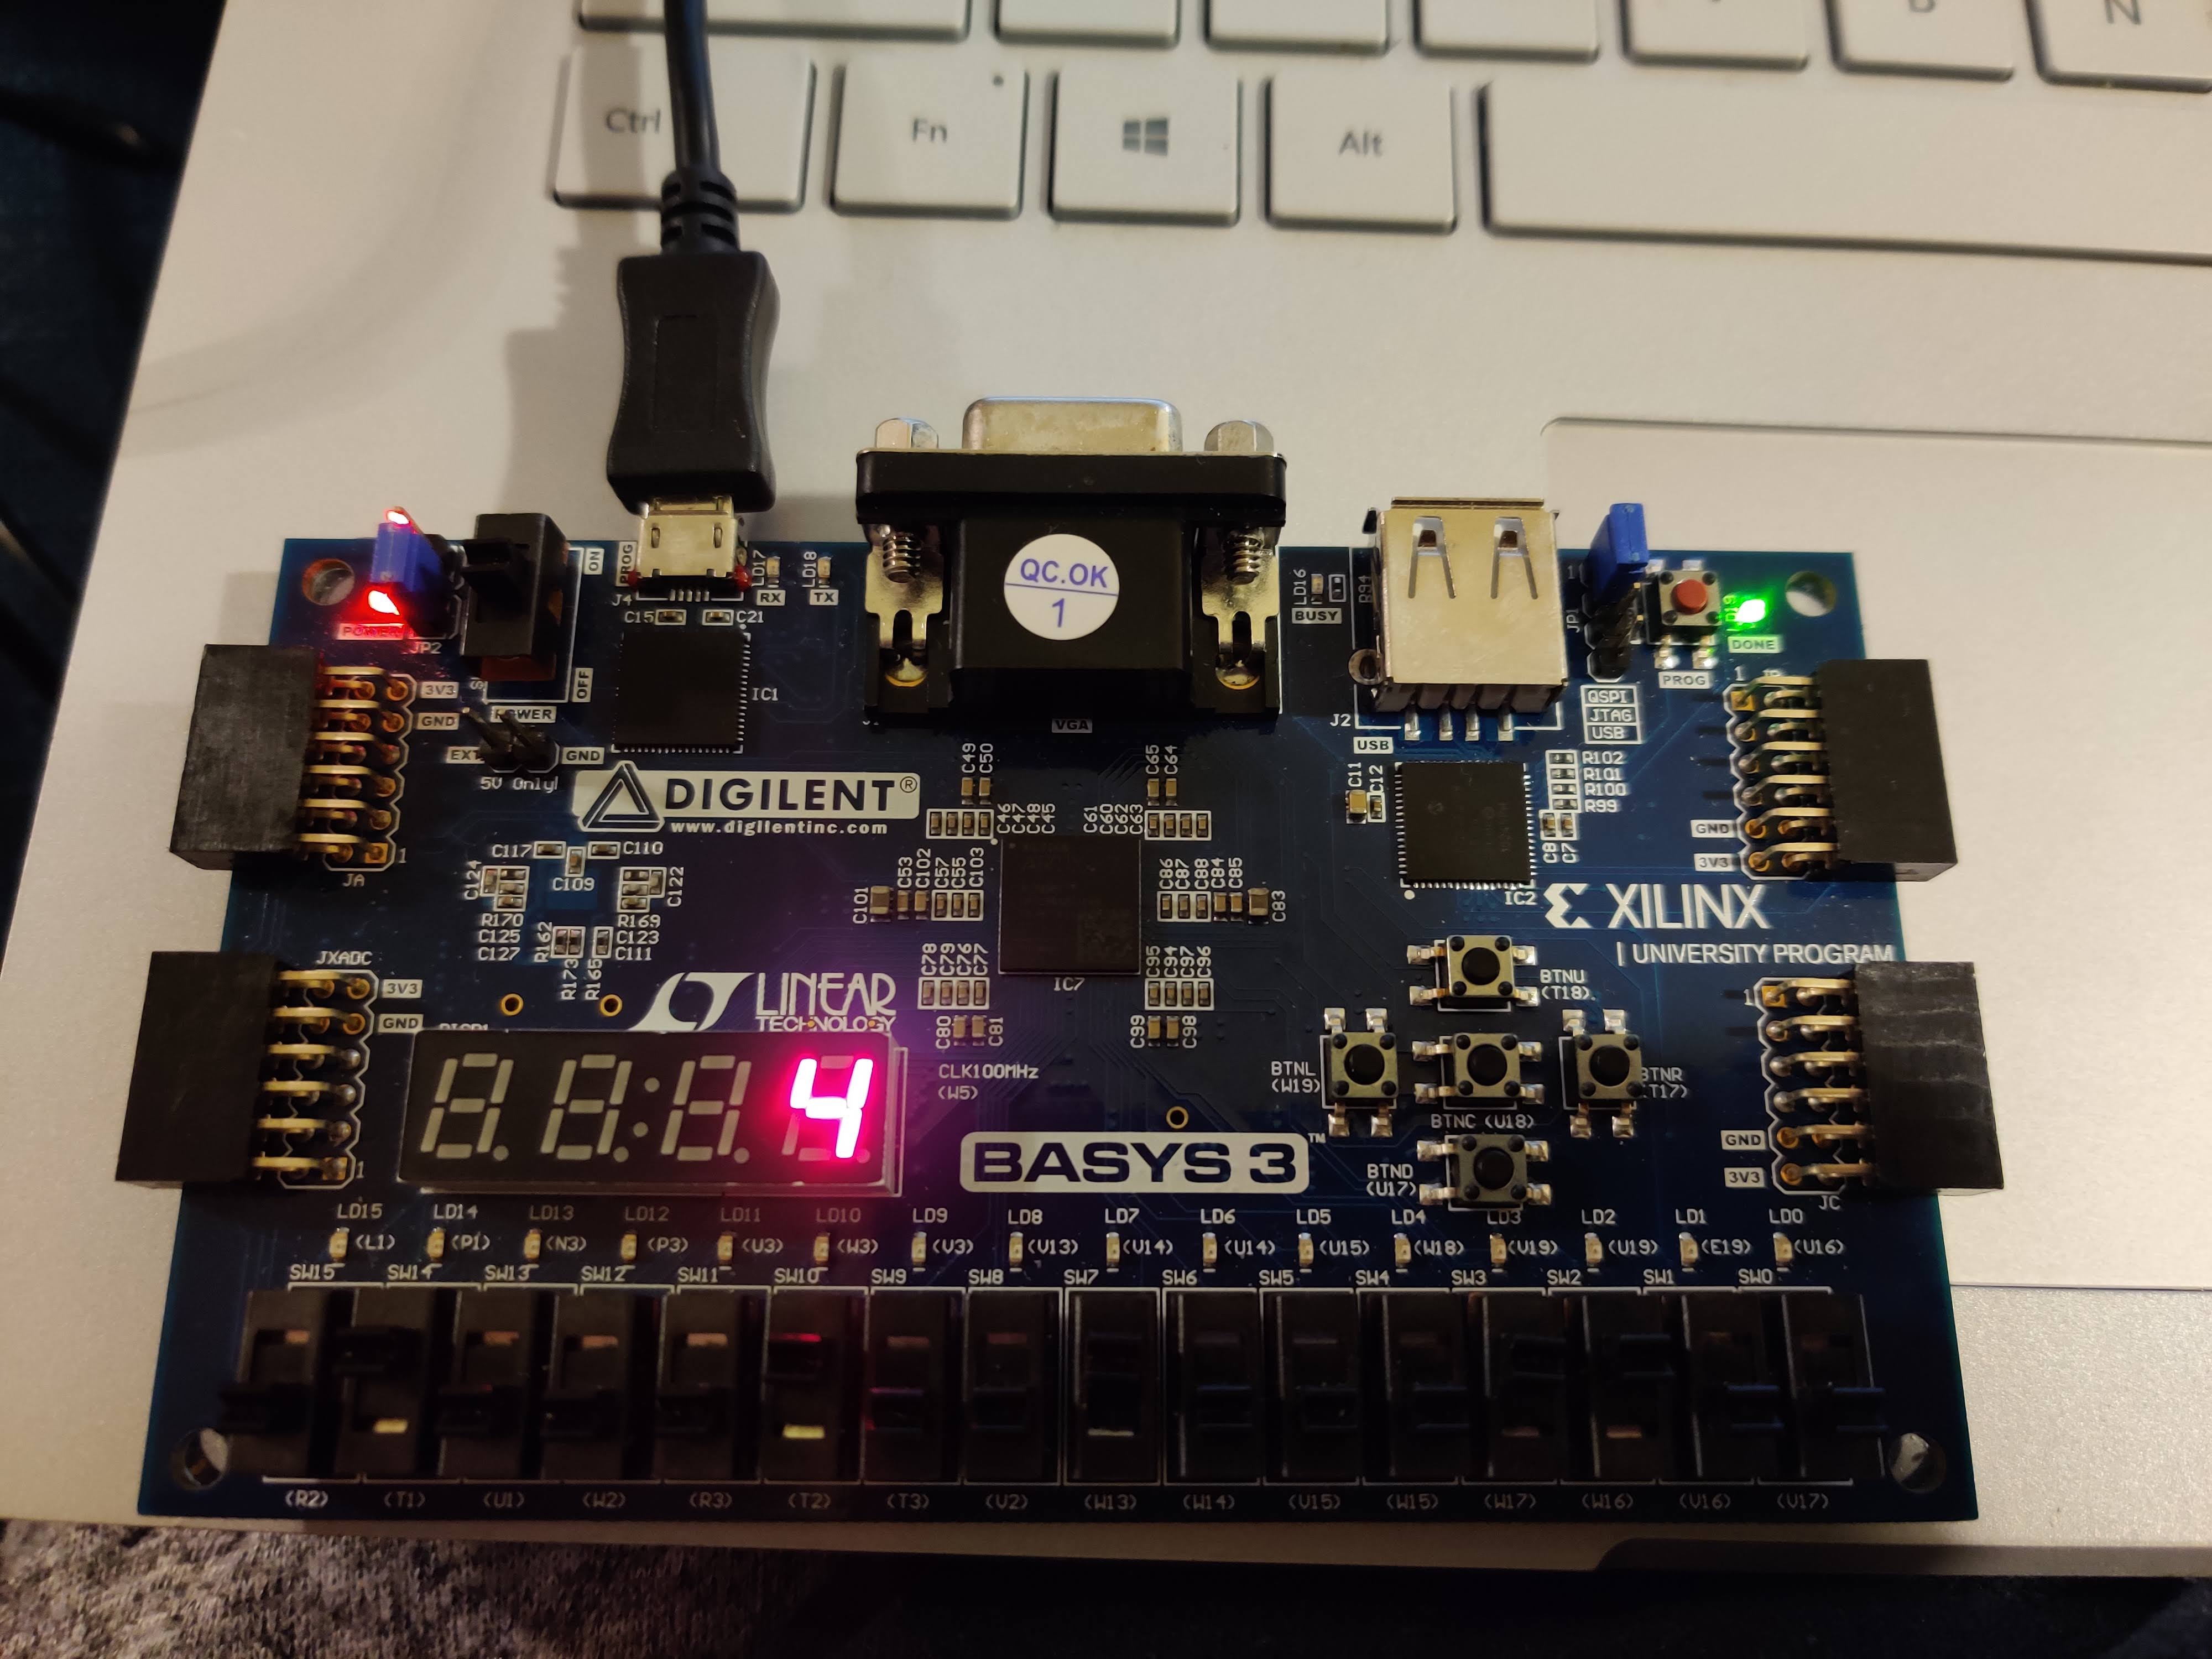 B
N
Ctrl
Fn
Alt
ON
PROG
J4
LD17
LD18
RX
TX
C15
C21
QC.OK
1
LD16
BUSY
JP1
DONE
PROG
QSPI
JTAG
USB
POWER
JP2
3V3
GND
OFF
POWER
EXT
GND
5V Only!
IC1
VGA
J2
USB
1
DIGILENT®
www.digilentinc.com
C49
C50
C65
C64
C46
C47
C48
C45
C61
C60
C62
C63
C11
C12
R102
R101
R100
R99
C8
C7
GND
3V3
1
JA
C117
C110
C109
C124
C122
R170
C125
C127
R162
R169
C123
C111
R173
R165
C101
C53
C102
C57
C55
C103
C86
C87
C88
C84
C85
C83
IC2
XILINX
UNIVERSITY PROGRAM
JXADC
3V3
GND
1
LINEAR
TECHNOLOGY
C78
C79
C76
C77
C95
C94
C97
C96
IC7
C80
C81
C99
C98
BTNU
(T18)
BTNL
(W19)
BTNR
(T17)
BTNC (U18)
BTND
(U17)
1
GND
3V3
JC
4
CLK100MHz
(W5)
BASYS 3™
LD15 LD14 LD13 LD12 LD11 LD10 LD9 LD8 LD7 LD6 LD5 LD4 LD3 LD2 LD1 LD0
(L1) (P1) (N3) (P3) (U3) (W3) (V3) (V13) (V14) (U14) (U15) (W18) (V19) (U19) (E19) (U16)
SW15 SW14 SW13 SW12 SW11 SW10 SW9 SW8 SW7 SW6 SW5 SW4 SW3 SW2 SW1 SW0
(R2) (T1) (U1) (W2) (R3) (T2) (T3) (V2) (W13) (W14) (V15) (W15) (W17) (W16) (V16) (V17)